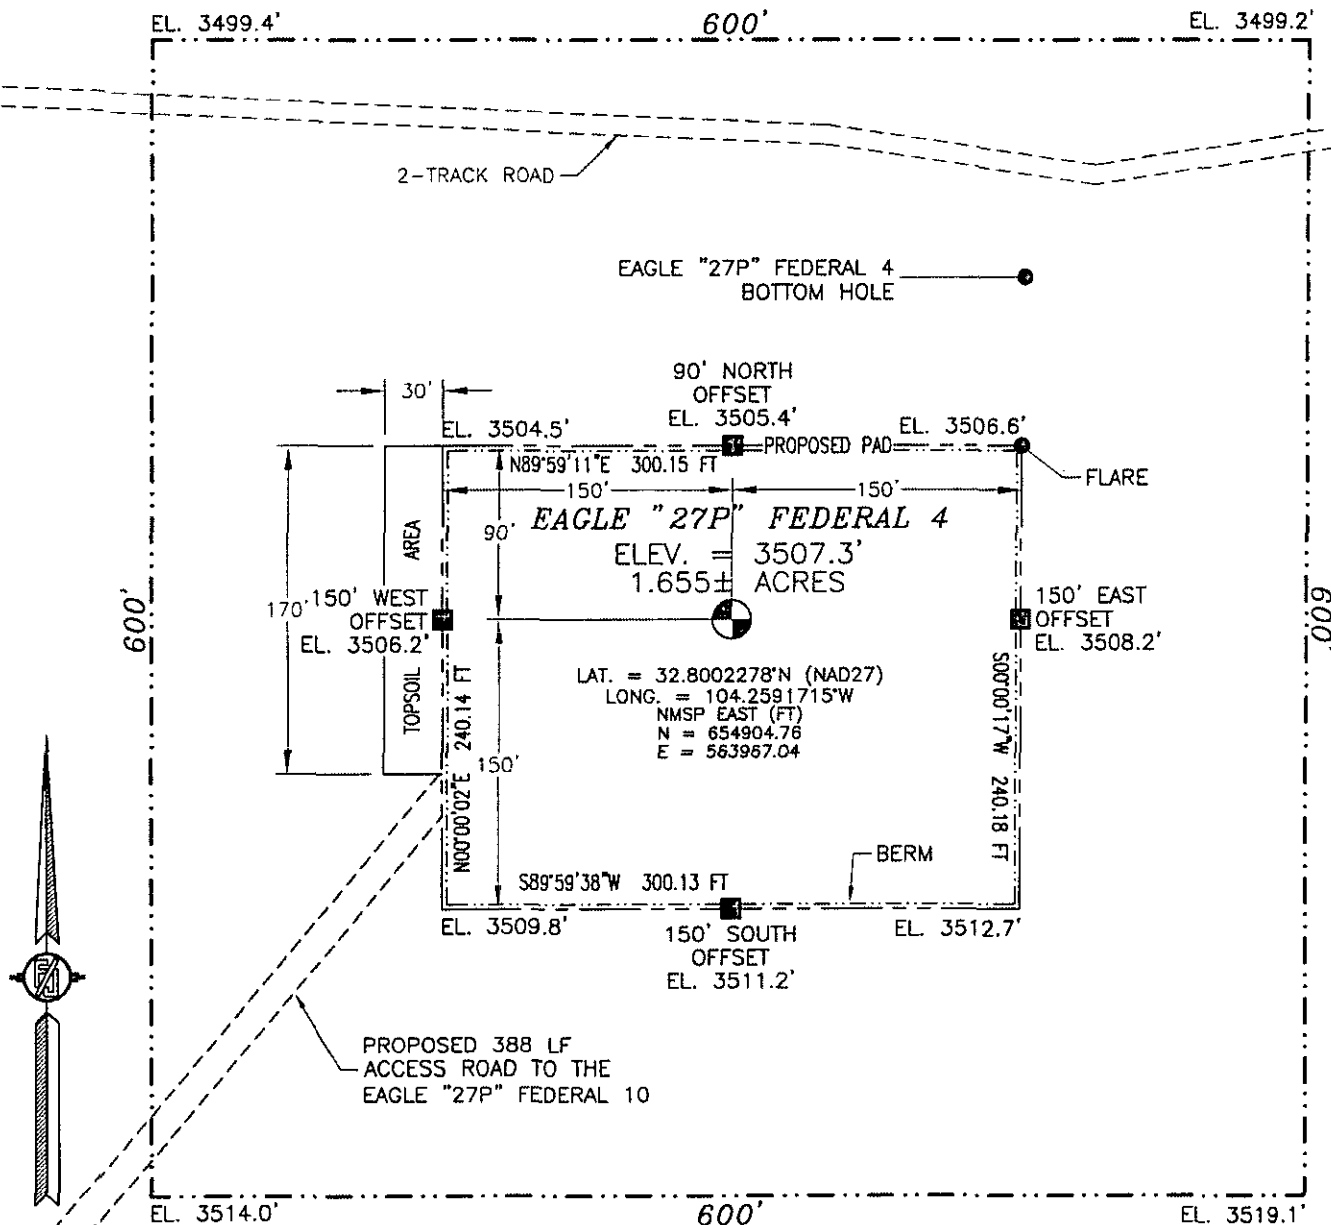 EL. 3499.4'
600'
EL. 3499.2'
2-TRACK ROAD
EAGLE "27P" FEDERAL 4
BOTTOM HOLE
90' NORTH
OFFSET
EL. 3505.4'
30'
EL. 3504.5'
EL. 3506.6'
PROPOSED PAD
FLARE
N89°59'11"E 300.15 FT
150'
150'
EAGLE "27P" FEDERAL 4
90'
ELEV. = 3507.3'
1.655± ACRES
TOPSOIL AREA
170'
150' WEST
OFFSET
EL. 3506.2'
150' EAST
OFFSET
EL. 3508.2'
600'
600'
LAT. = 32.8002278°N (NAD27)
LONG. = 104.2591715°W
NMSP EAST (FT)
N = 654904.76
E = 563967.04
N00°00'02"E 240.14 FT
150'
S00°00'17"W 240.18 FT
BERM
S89°59'38"W 300.13 FT
EL. 3509.8'
EL. 3512.7'
150' SOUTH
OFFSET
EL. 3511.2'
PROPOSED 388 LF
ACCESS ROAD TO THE
EAGLE "27P" FEDERAL 10
EL. 3514.0'
600'
EL. 3519.1'